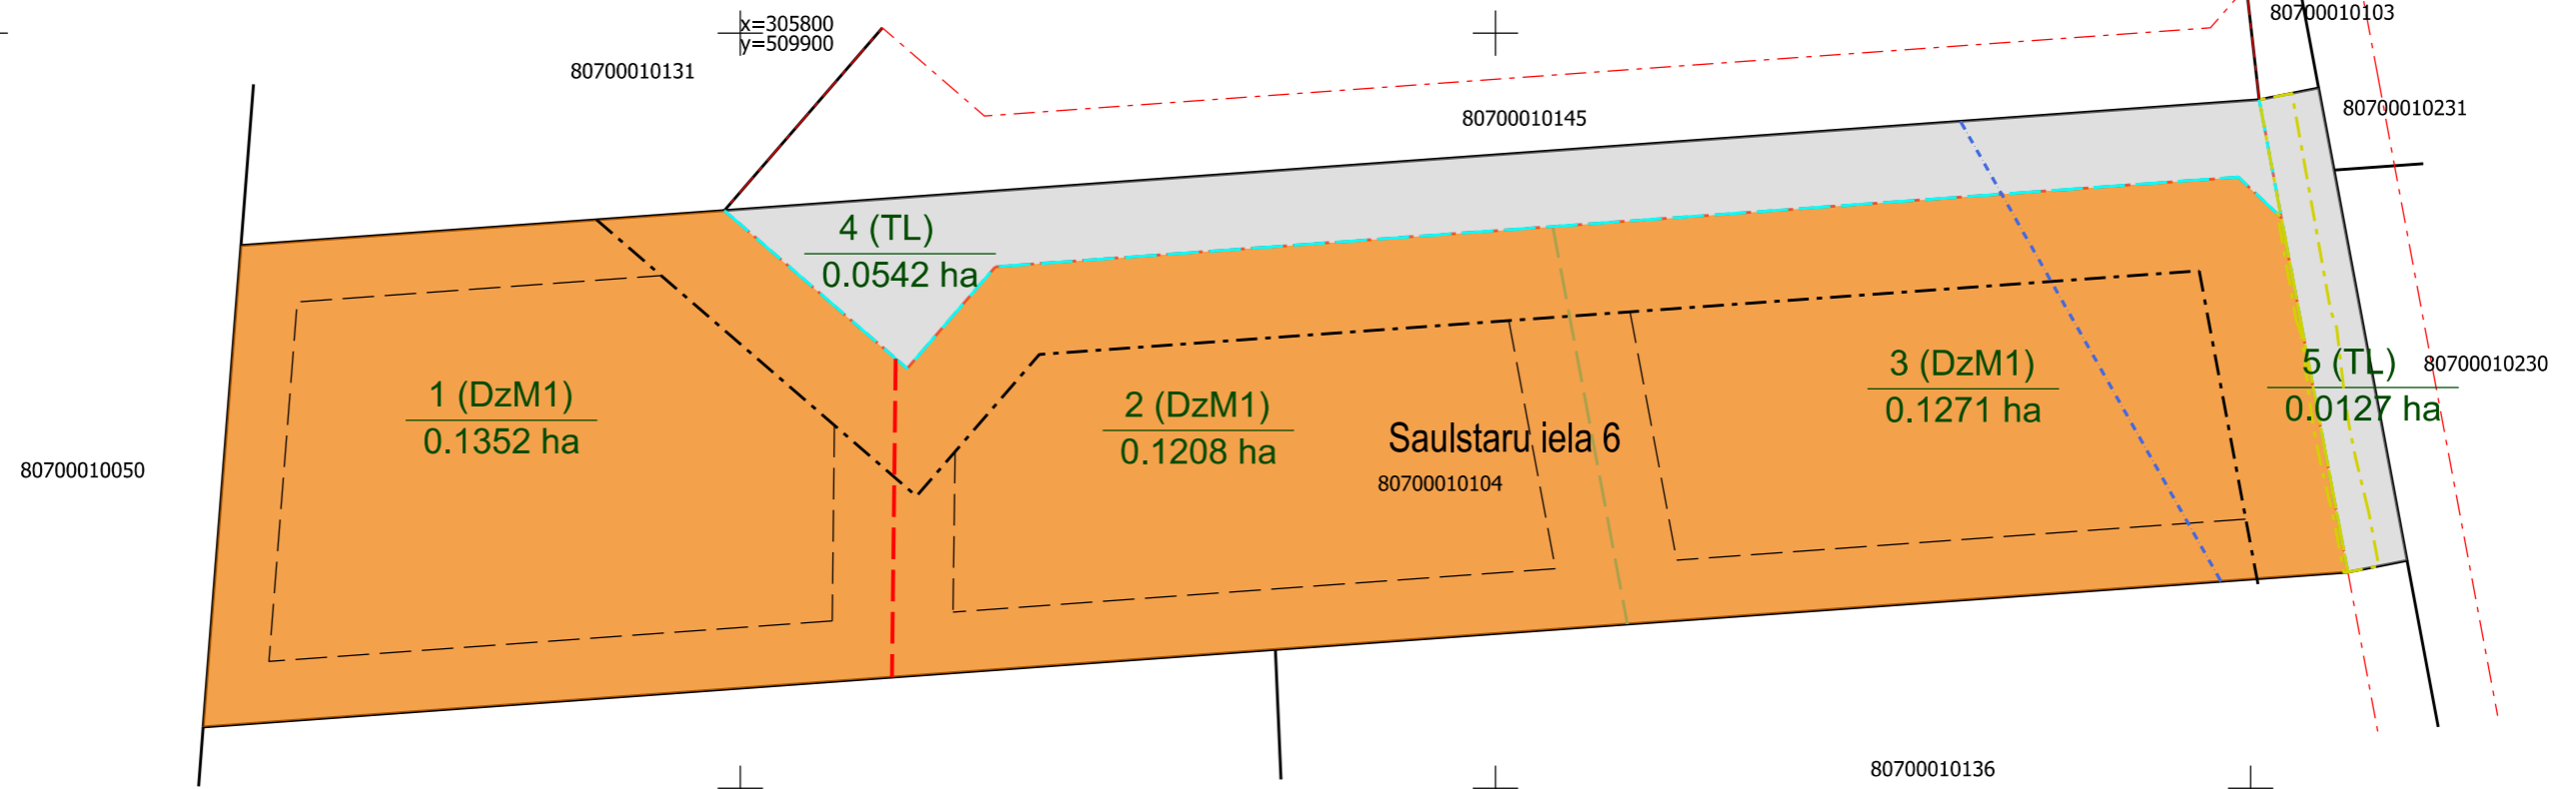 80700010103
x=305800
y=509900
80700010131
80700010231
80700010145
4 (TL)
0.0542 ha
5 (TL)
0.0127 ha
80700010230
3 (DzM1)
0.1271 ha
1 (DzM1)
0.1352 ha
2 (DzM1)
0.1208 ha
Saulstaru iela 6
80700010050
80700010104
80700010136